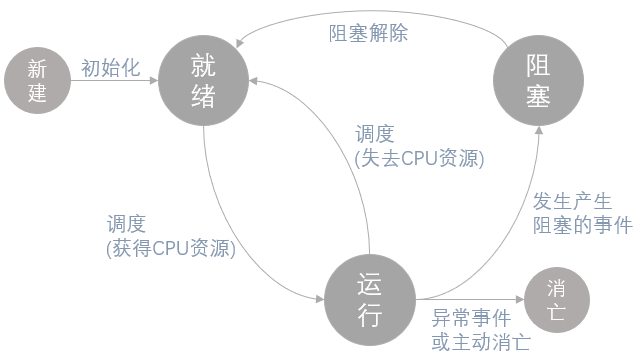 新
建
初始化
就
绪
阻塞解除
阻
塞
调度
(失去CPU资源)
调度
(获得CPU资源)
发生产生
阻塞的事件
运
行
异常事件
或主动消亡
消
亡